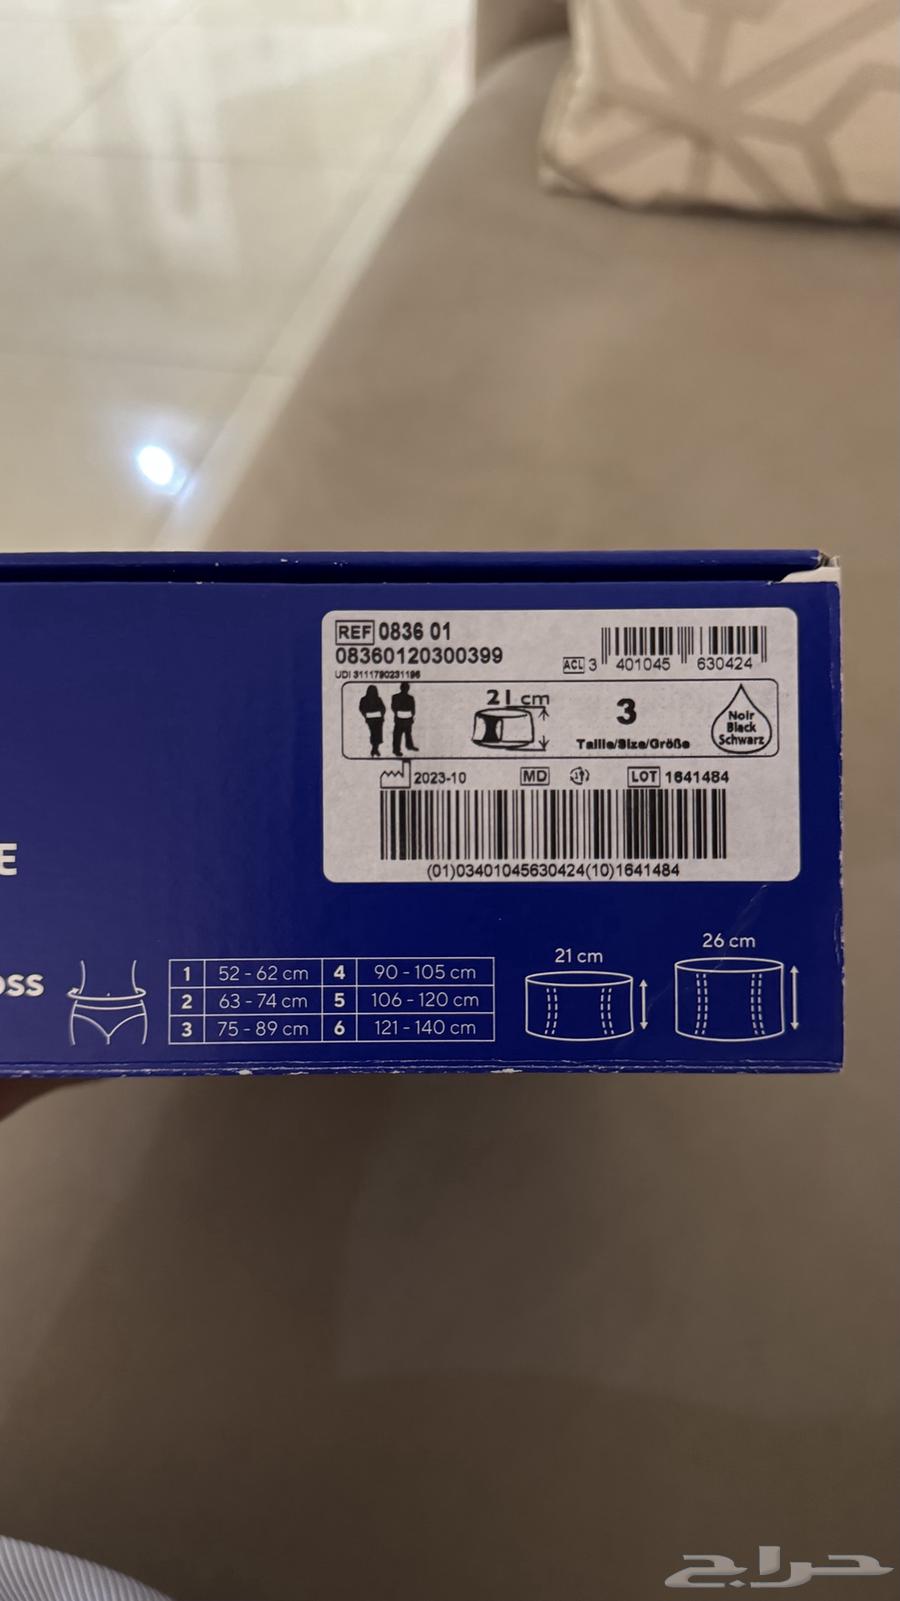 REF 0836 01
08360120300399
UDI 3111790231196
ACL 3 401045 630424
21 cm
3
Taille/Size/Größe
Noir
Black
Schwarz
2023-10 MD LOT 1641484
(01)03401045630424(10)1641484
E
oss
1 52 - 62 cm 4 90 - 105 cm
2 63 - 74 cm 5 106 - 120 cm
3 75 - 89 cm 6 121 - 140 cm
21 cm
26 cm
حراج